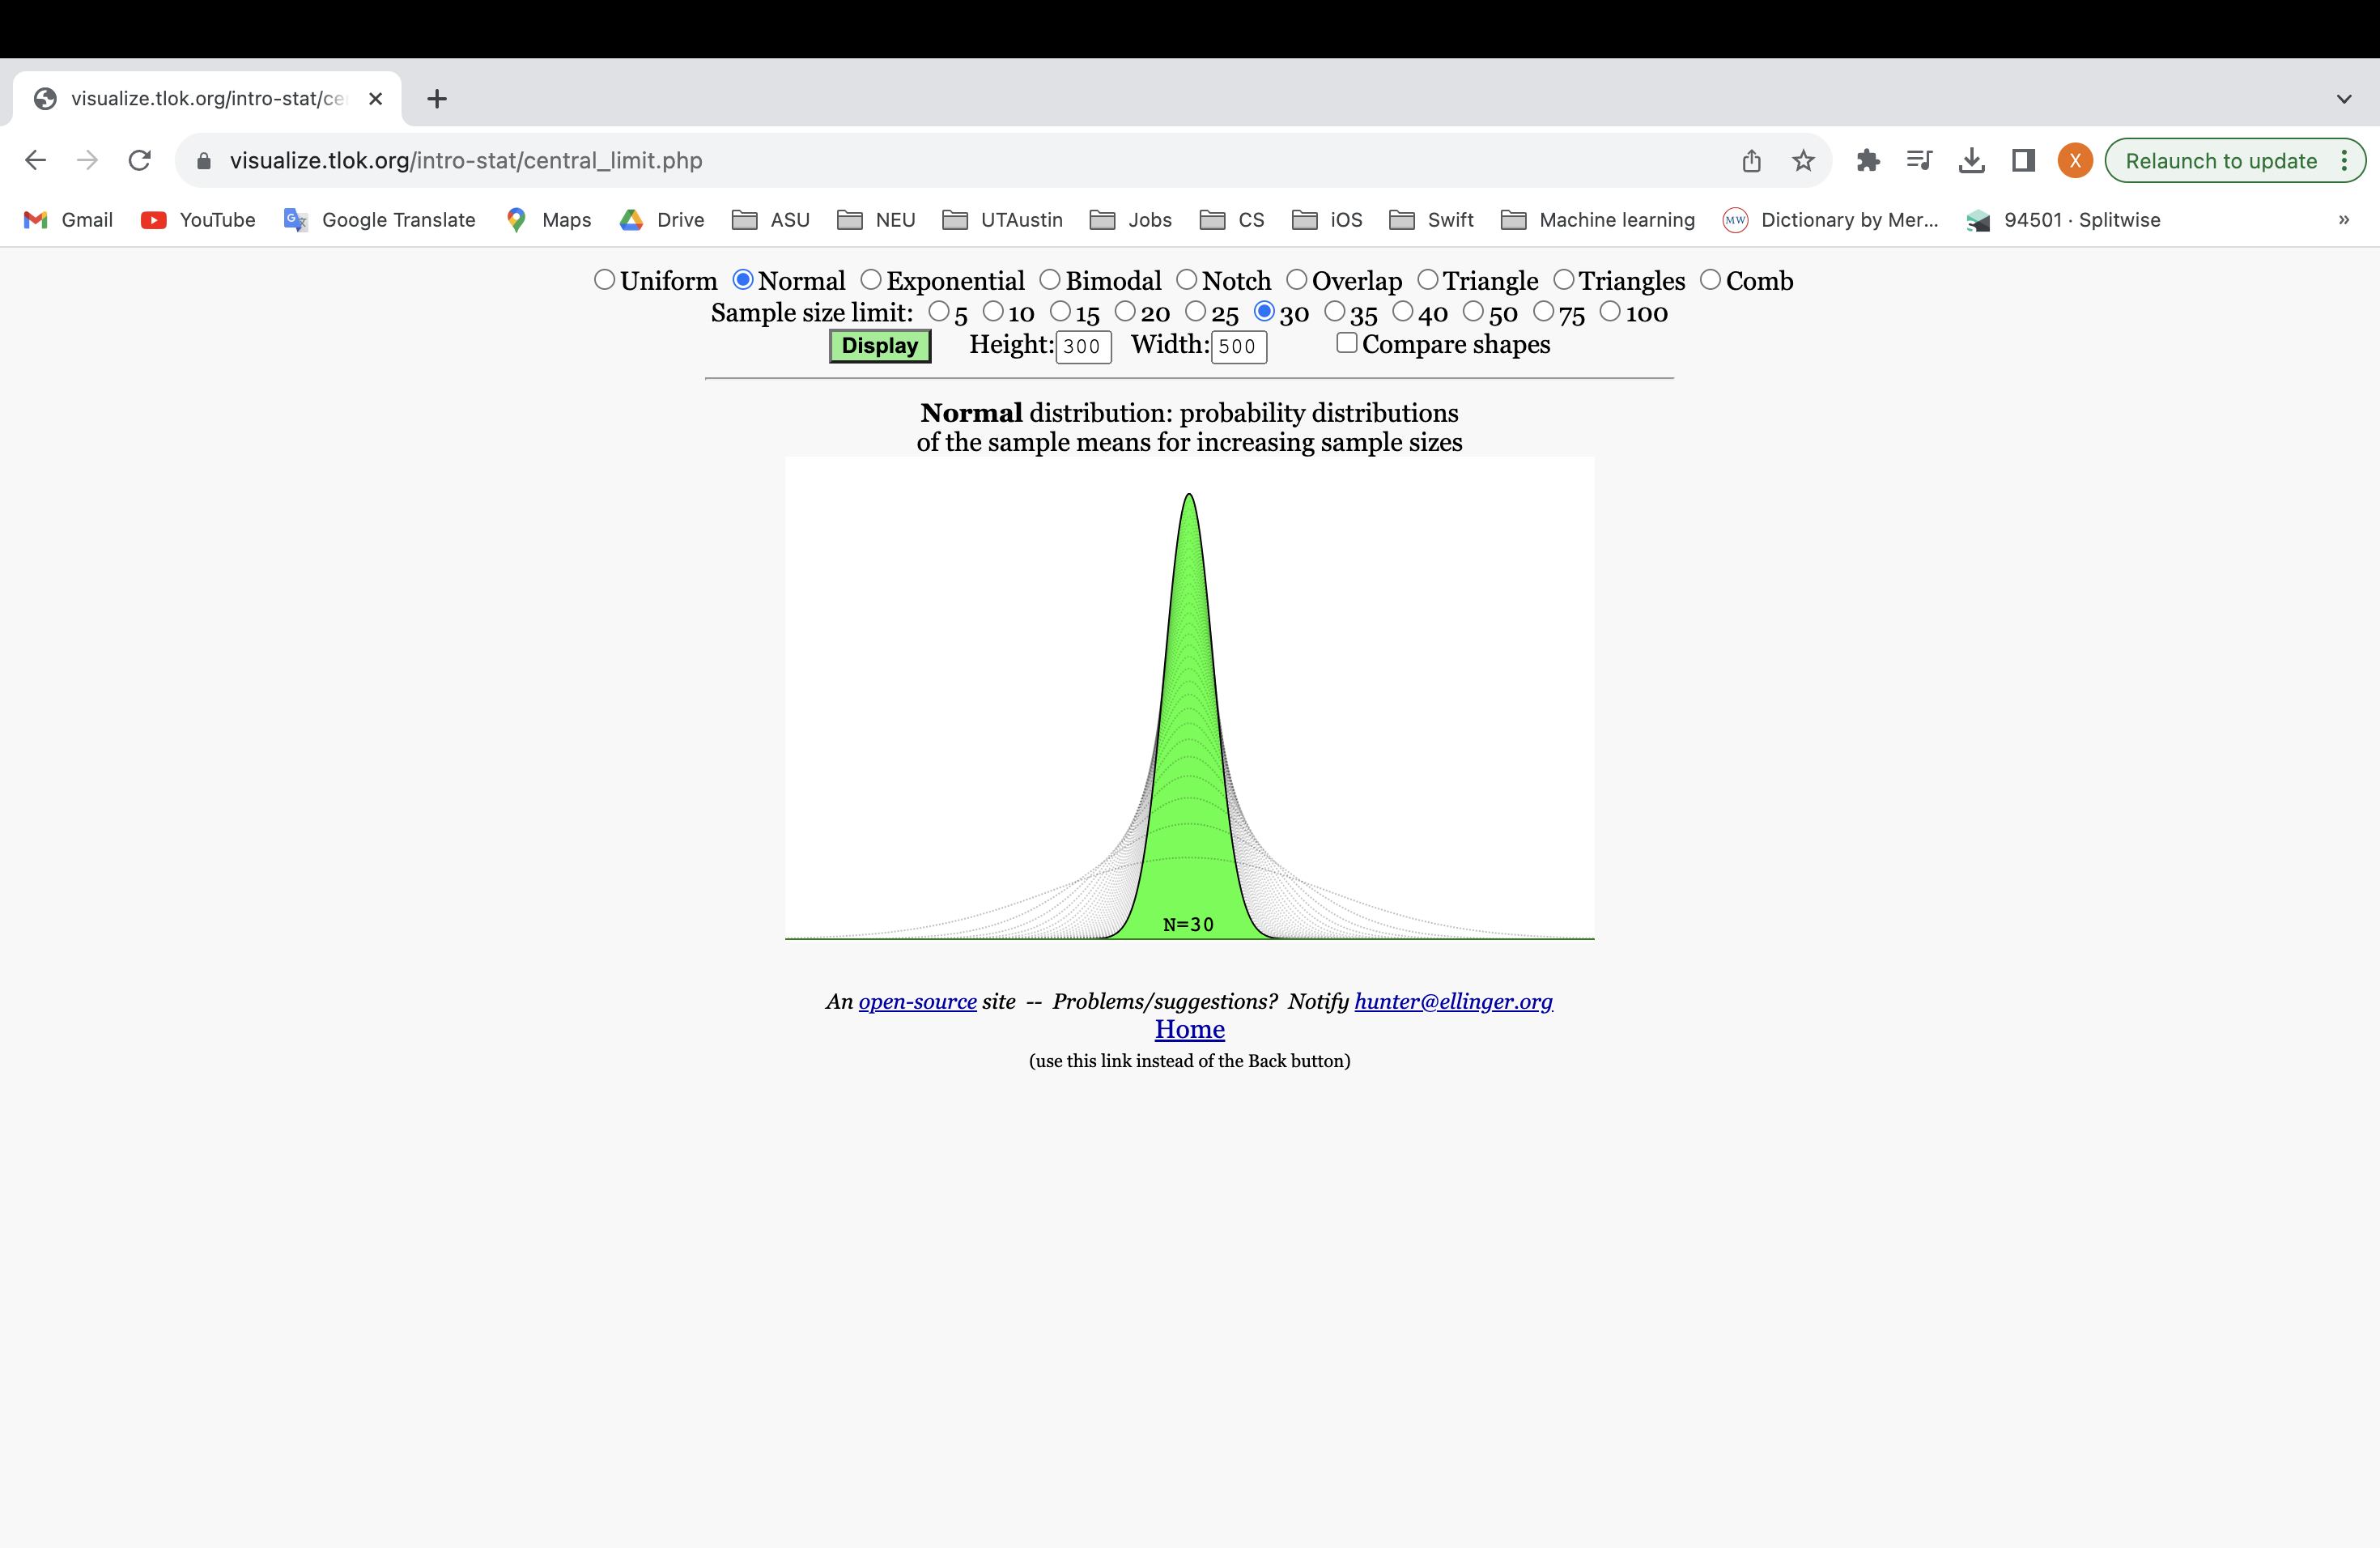 visualize.tlok.org/intro-stat/ce
visualize.tlok.org/intro-stat/central_limit.php
X
Relaunch to update
Gmail YouTube Google Translate Maps Drive ASU NEU UTAustin Jobs CS iOS Swift Machine learning MW Dictionary by Mer... 94501 · Splitwise »
Uniform Normal Exponential Bimodal Notch Overlap Triangle Triangles Comb
Sample size limit: 5 10 15 20 25 30 35 40 50 75 100
Display Height: 300 Width: 500 Compare shapes
Normal distribution: probability distributions
of the sample means for increasing sample sizes
N=30
An open-source site -- Problems/suggestions? Notify hunter@ellinger.org
Home
(use this link instead of the Back button)